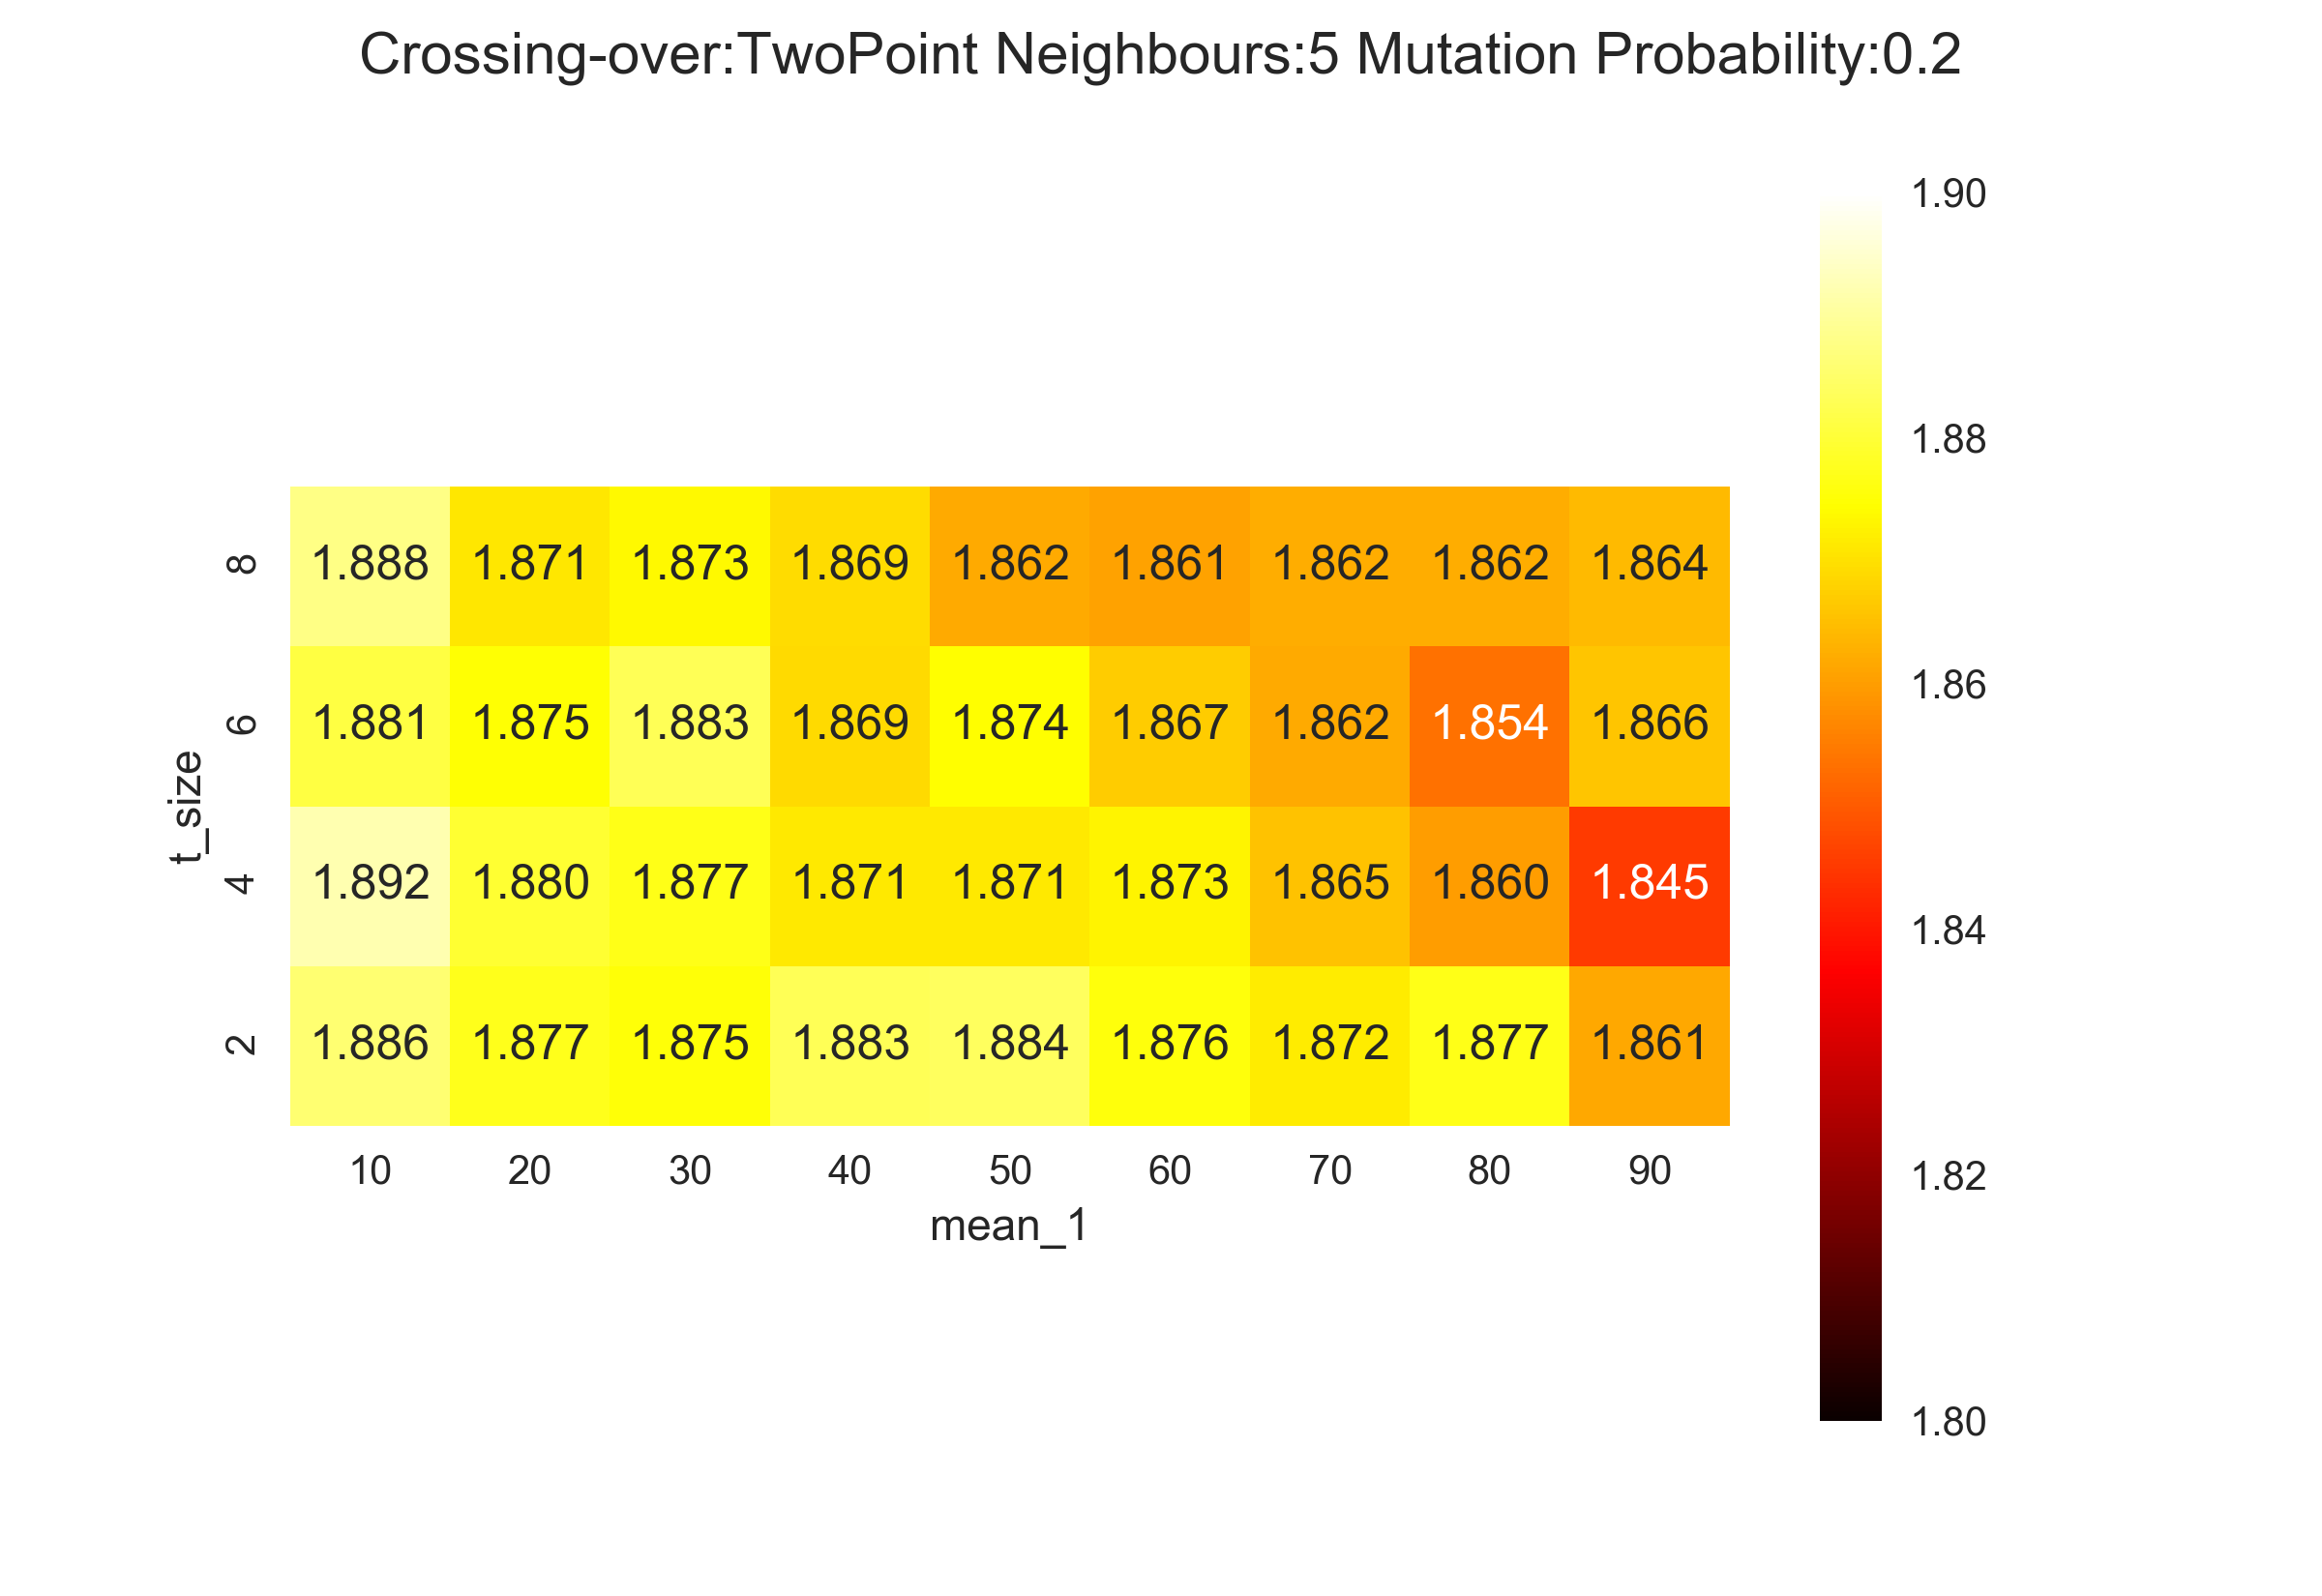 Crossing-over:TwoPoint Neighbours:5 Mutation Probability:0.2
1.90
1.88
1.86
1.84
1.82
1.80
t_size
8 1.888 1.871 1.873 1.869 1.862 1.861 1.862 1.862 1.864
6 1.881 1.875 1.883 1.869 1.874 1.867 1.862 1.854 1.866
4 1.892 1.880 1.877 1.871 1.871 1.873 1.865 1.860 1.845
2 1.886 1.877 1.875 1.883 1.884 1.876 1.872 1.877 1.861
10 20 30 40 50 60 70 80 90
mean_1